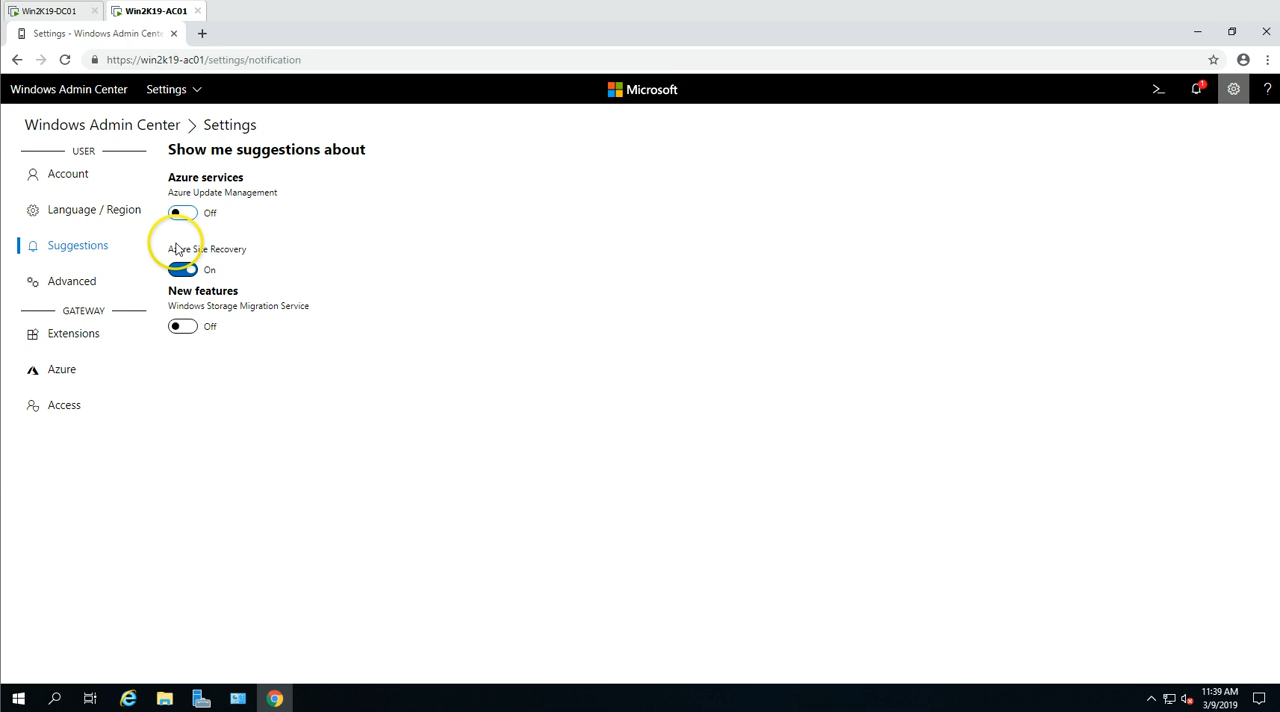 Win2K19-DC01
Win2K19-AC01
Settings - Windows Admin Cente
https://win2k19-ac01/settings/notification
Windows Admin Center
Settings
Microsoft
1
?
Windows Admin Center > Settings
USER
Account
Language / Region
Suggestions
Advanced
GATEWAY
Extensions
Azure
Access
Show me suggestions about
Azure services
Azure Update Management
Off
Azure Site Recovery
On
New features
Windows Storage Migration Service
Off
11:39 AM
3/9/2019